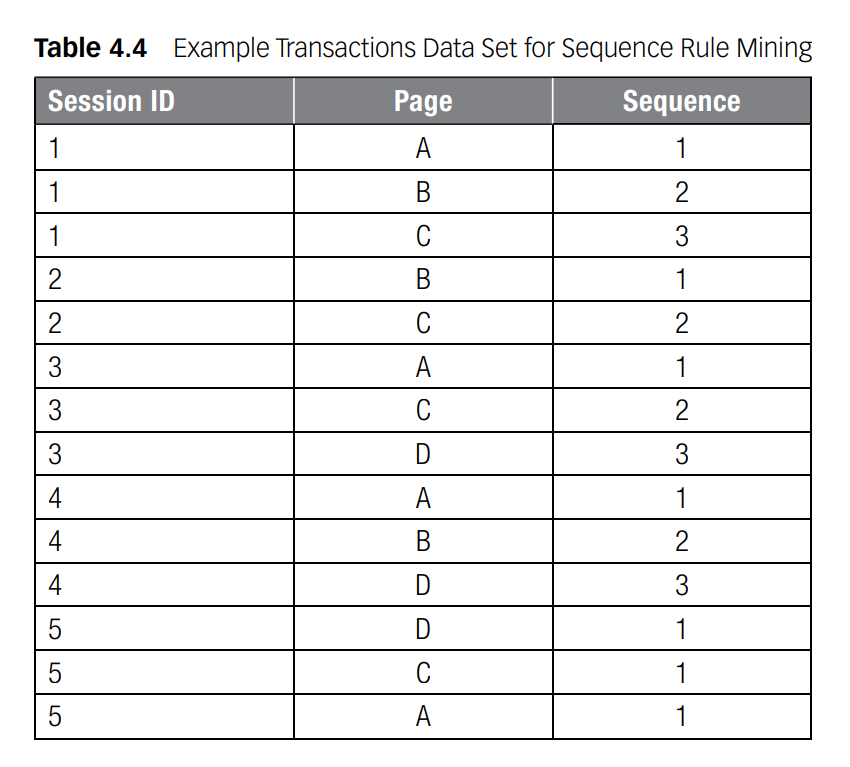 Table 4.4 Example Transactions Data Set for Sequence Rule Mining
Session ID Page Sequence
1 A 1
1 B 2
1 C 3
2 B 1
2 C 2
3 A 1
3 C 2
3 D 3
4 A 1
4 B 2
4 D 3
5 D 1
5 C 1
5 A 1